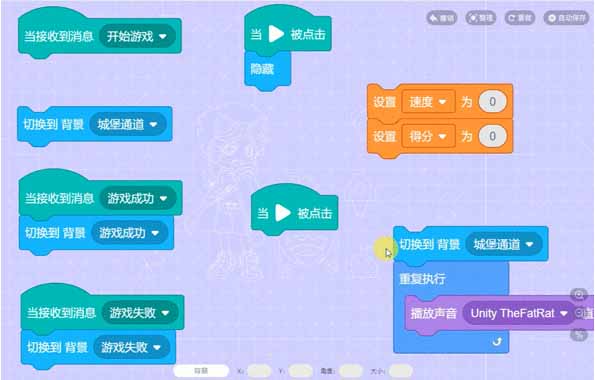 撤销 整理 重做 自动保存
当接收到消息 开始游戏
当 被点击
隐藏
设置 速度 为 0
设置 得分 为 0
切换到 背景 城堡通道
当接收到消息 游戏成功
切换到 背景 游戏成功
当 被点击
切换到 背景 城堡通道
重复执行
播放声音 Unity TheFatRat 直
当接收到消息 游戏失败
切换到 背景 游戏失败
背景 X: Y: 角度: 大小: